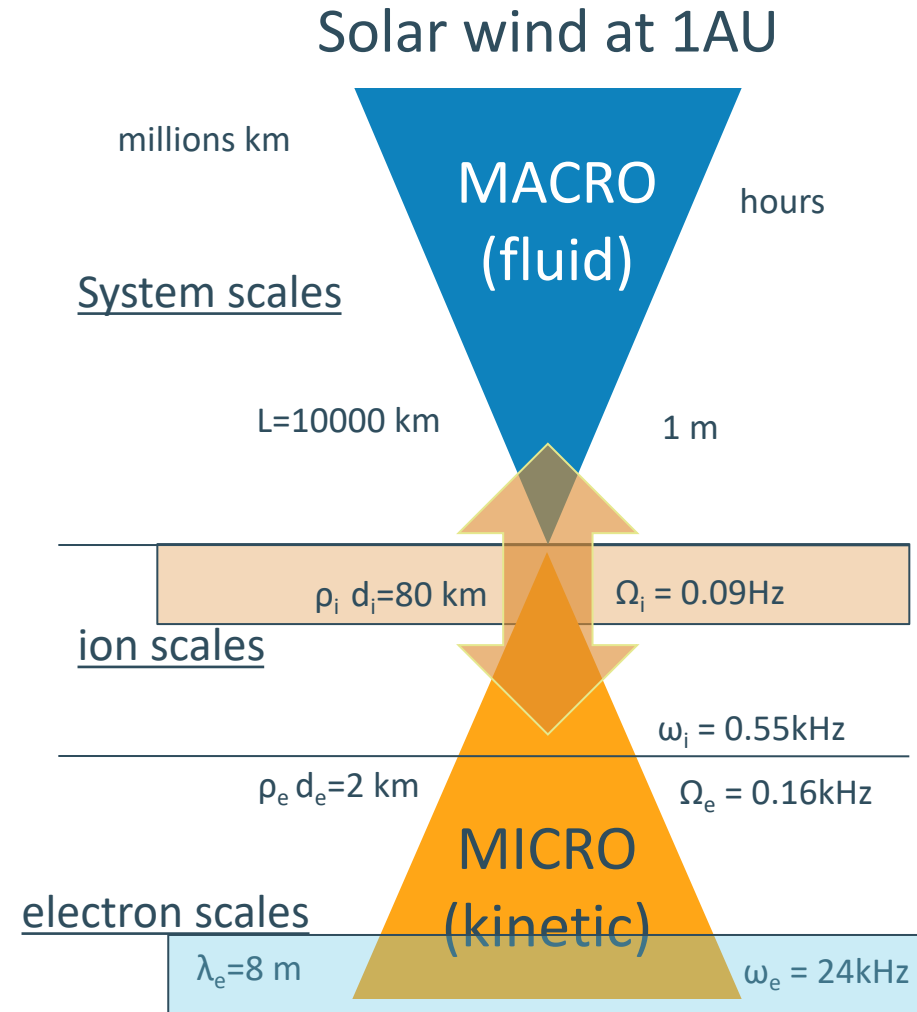 Solar wind at 1AU
millions km
MACRO
(fluid)
hours
System scales
L=10000 km
1 m
ρᵢ dᵢ=80 km
Ωᵢ = 0.09Hz
ion scales
ωᵢ = 0.55kHz
ρₑ dₑ=2 km
Ωₑ = 0.16kHz
MICRO
(kinetic)
electron scales
λₑ=8 m
ωₑ = 24kHz